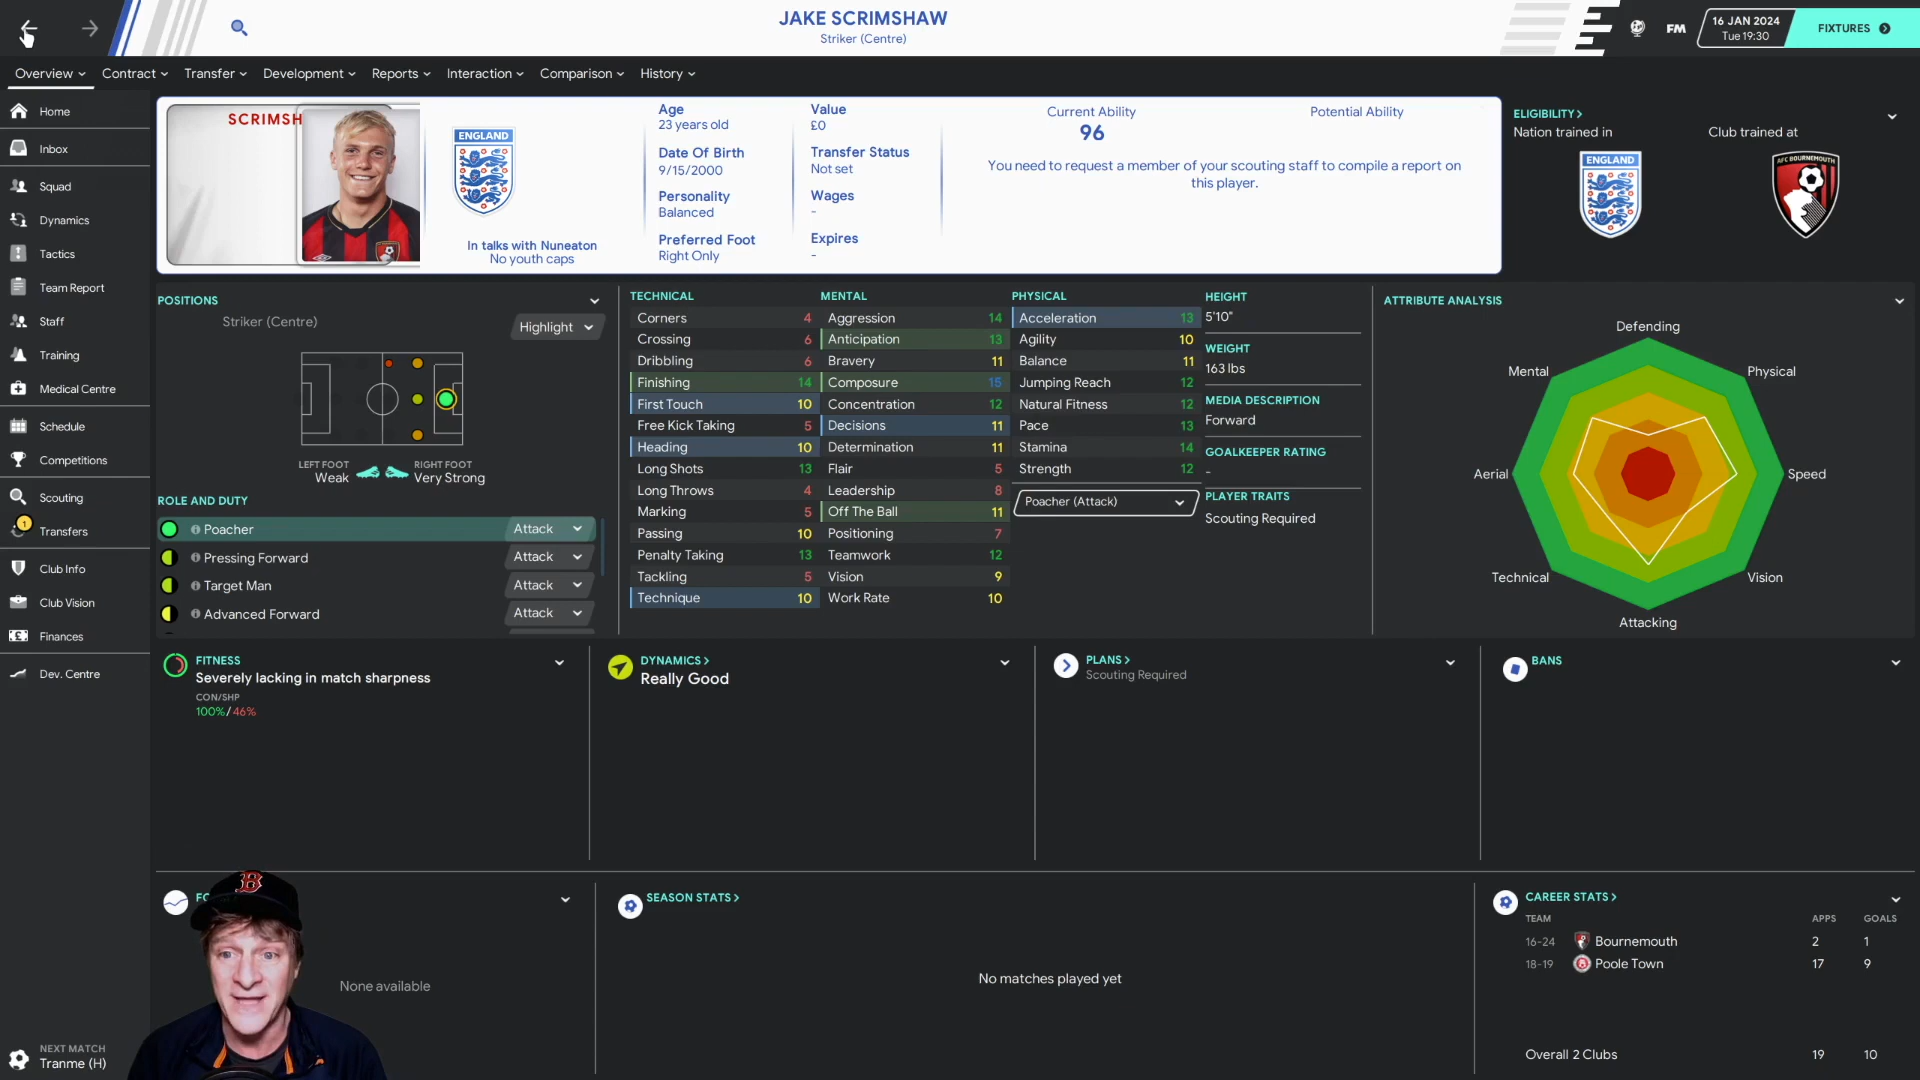 JAKE SCRIMSHAW
Striker (Centre)
FM
16 JAN 2024
Tue 19:30
FIXTURES
Overview
Contract
Transfer
Development
Reports
Interaction
Comparison
History
Home
Inbox
Squad
Dynamics
Tactics
Team Report
Staff
Training
Medical Centre
Schedule
Competitions
Scouting
1
Transfers
Club Info
Club Vision
Finances
Dev. Centre
NEXT MATCH
Tranme (H)
SCRIMSH
ENGLAND
In talks with Nuneaton
No youth caps
Age
23 years old
Date Of Birth
9/15/2000
Personality
Balanced
Preferred Foot
Right Only
Value
£0
Transfer Status
Not set
Wages
-
Expires
-
Current Ability
96
Potential Ability
You need to request a member of your scouting staff to compile a report on
this player.
ELIGIBILITY>
Nation trained in
ENGLAND
Club trained at
AFC BOURNEMOUTH
POSITIONS
Striker (Centre)
Highlight
LEFT FOOT
Weak
RIGHT FOOT
Very Strong
ROLE AND DUTY
Poacher Attack
Pressing Forward Attack
Target Man Attack
Advanced Forward Attack
TECHNICAL
Corners 4
Crossing 6
Dribbling 6
Finishing 14
First Touch 10
Free Kick Taking 5
Heading 10
Long Shots 13
Long Throws 4
Marking 5
Passing 10
Penalty Taking 13
Tackling 5
Technique 10
MENTAL
Aggression 14
Anticipation 13
Bravery 11
Composure 15
Concentration 12
Decisions 11
Determination 11
Flair 5
Leadership 8
Off The Ball 11
Positioning 7
Teamwork 12
Vision 9
Work Rate 10
PHYSICAL
Acceleration 13
Agility 10
Balance 11
Jumping Reach 12
Natural Fitness 12
Pace 13
Stamina 14
Strength 12
Poacher (Attack)
HEIGHT
5'10"
WEIGHT
163 lbs
MEDIA DESCRIPTION
Forward
GOALKEEPER RATING
-
PLAYER TRAITS
Scouting Required
ATTRIBUTE ANALYSIS
Defending
Mental
Physical
Aerial
Speed
Technical
Vision
Attacking
FITNESS
Severely lacking in match sharpness
CON/SHP
100%/46%
DYNAMICS>
Really Good
PLANS>
Scouting Required
BANS
FO
None available
B
SEASON STATS>
No matches played yet
CAREER STATS>
TEAM APPS GOALS
16-24 Bournemouth 2 1
18-19 Poole Town 17 9
Overall 2 Clubs 19 10